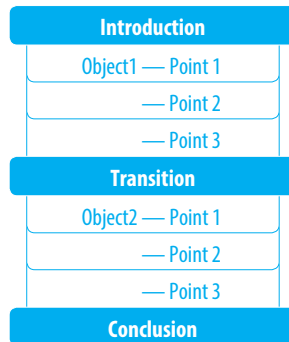 Introduction
Object1 — Point 1
— Point 2
— Point 3
Transition
Object2 — Point 1
— Point 2
— Point 3
Conclusion